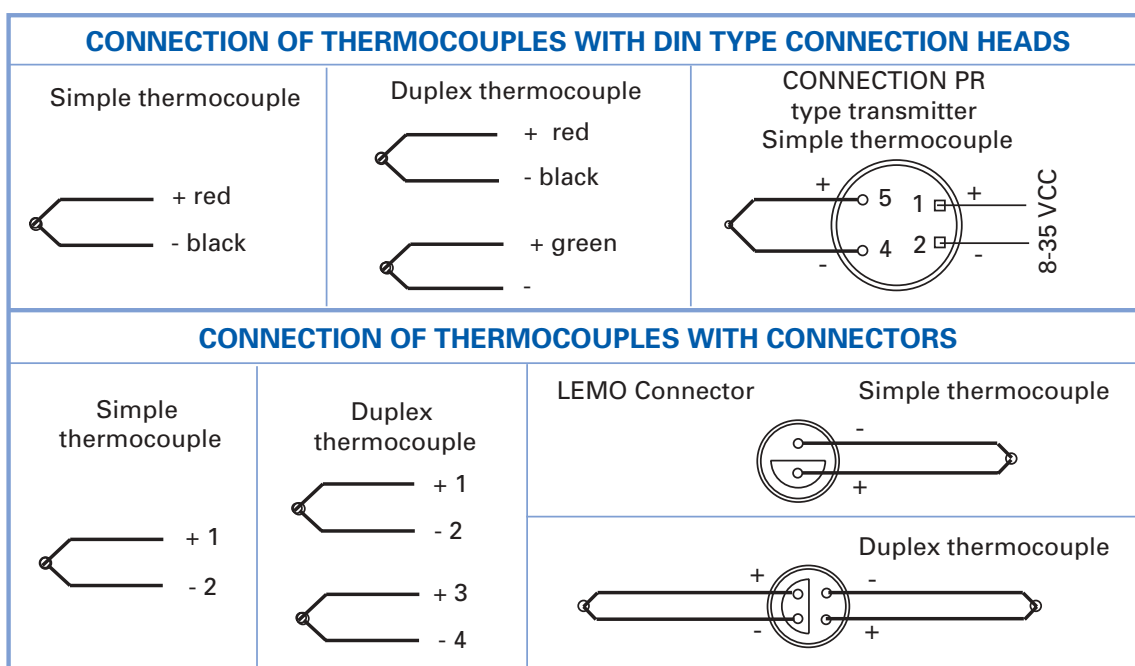 CONNECTION OF THERMOCOUPLES WITH DIN TYPE CONNECTION HEADS
Simple thermocouple
+ red
- black
Duplex thermocouple
+ red
- black
+ green
-
CONNECTION PR
type transmitter
Simple thermocouple
+ 5 1 +
- 4 2 -
8-35 VCC
CONNECTION OF THERMOCOUPLES WITH CONNECTORS
Simple
thermocouple
+ 1
- 2
Duplex
thermocouple
+ 1
- 2
+ 3
- 4
LEMO Connector Simple thermocouple
-
+
Duplex thermocouple
+ -
- +